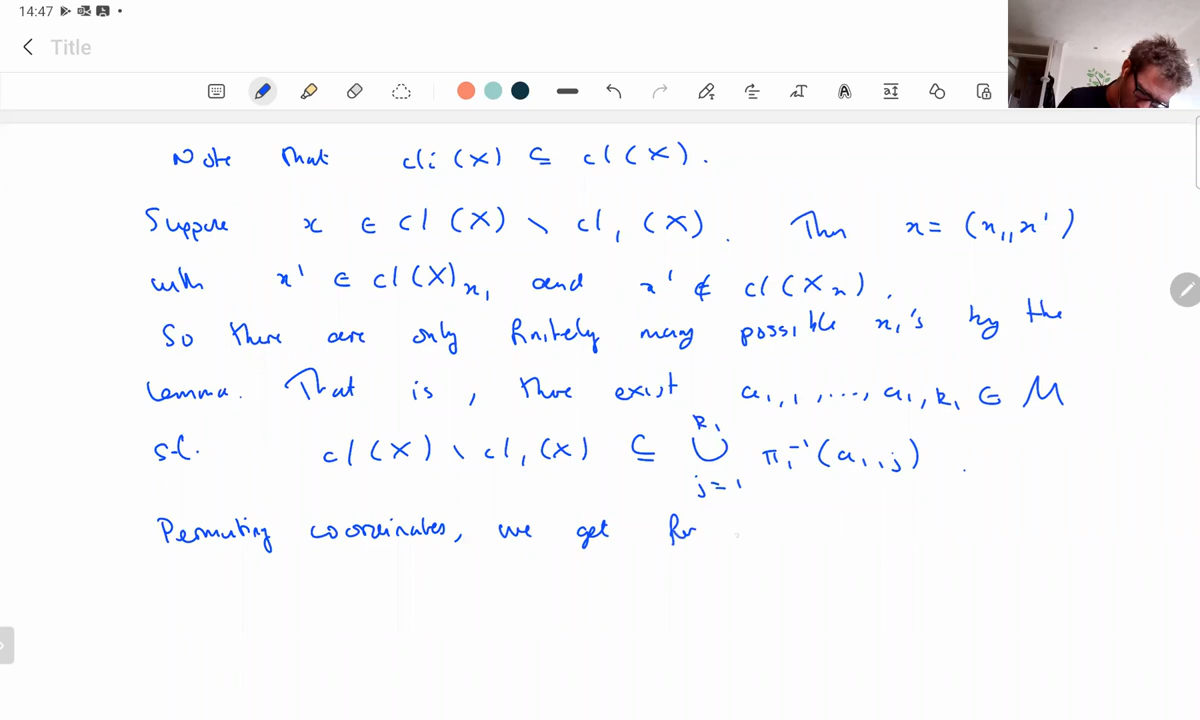 14:47
Title
Note that cl_i (X) ⊆ cl(X).
Suppose x ∈ cl(X) \ cl_1(X). Then x = (x_1, x')
with x' ∈ cl(X)_{x_1} and x' ∉ cl(X_{x_1}).
So there are only finitely many possible x_1's by the
lemma. That is, there exist a_{1,1}, ..., a_{1,k_1} ∈ M
s.t. cl(X) \ cl_1(X) ⊆ ⋃_{j=1}^{k_1} π_1^{-1}(a_{1,j}).
Permuting coordinates, we get for